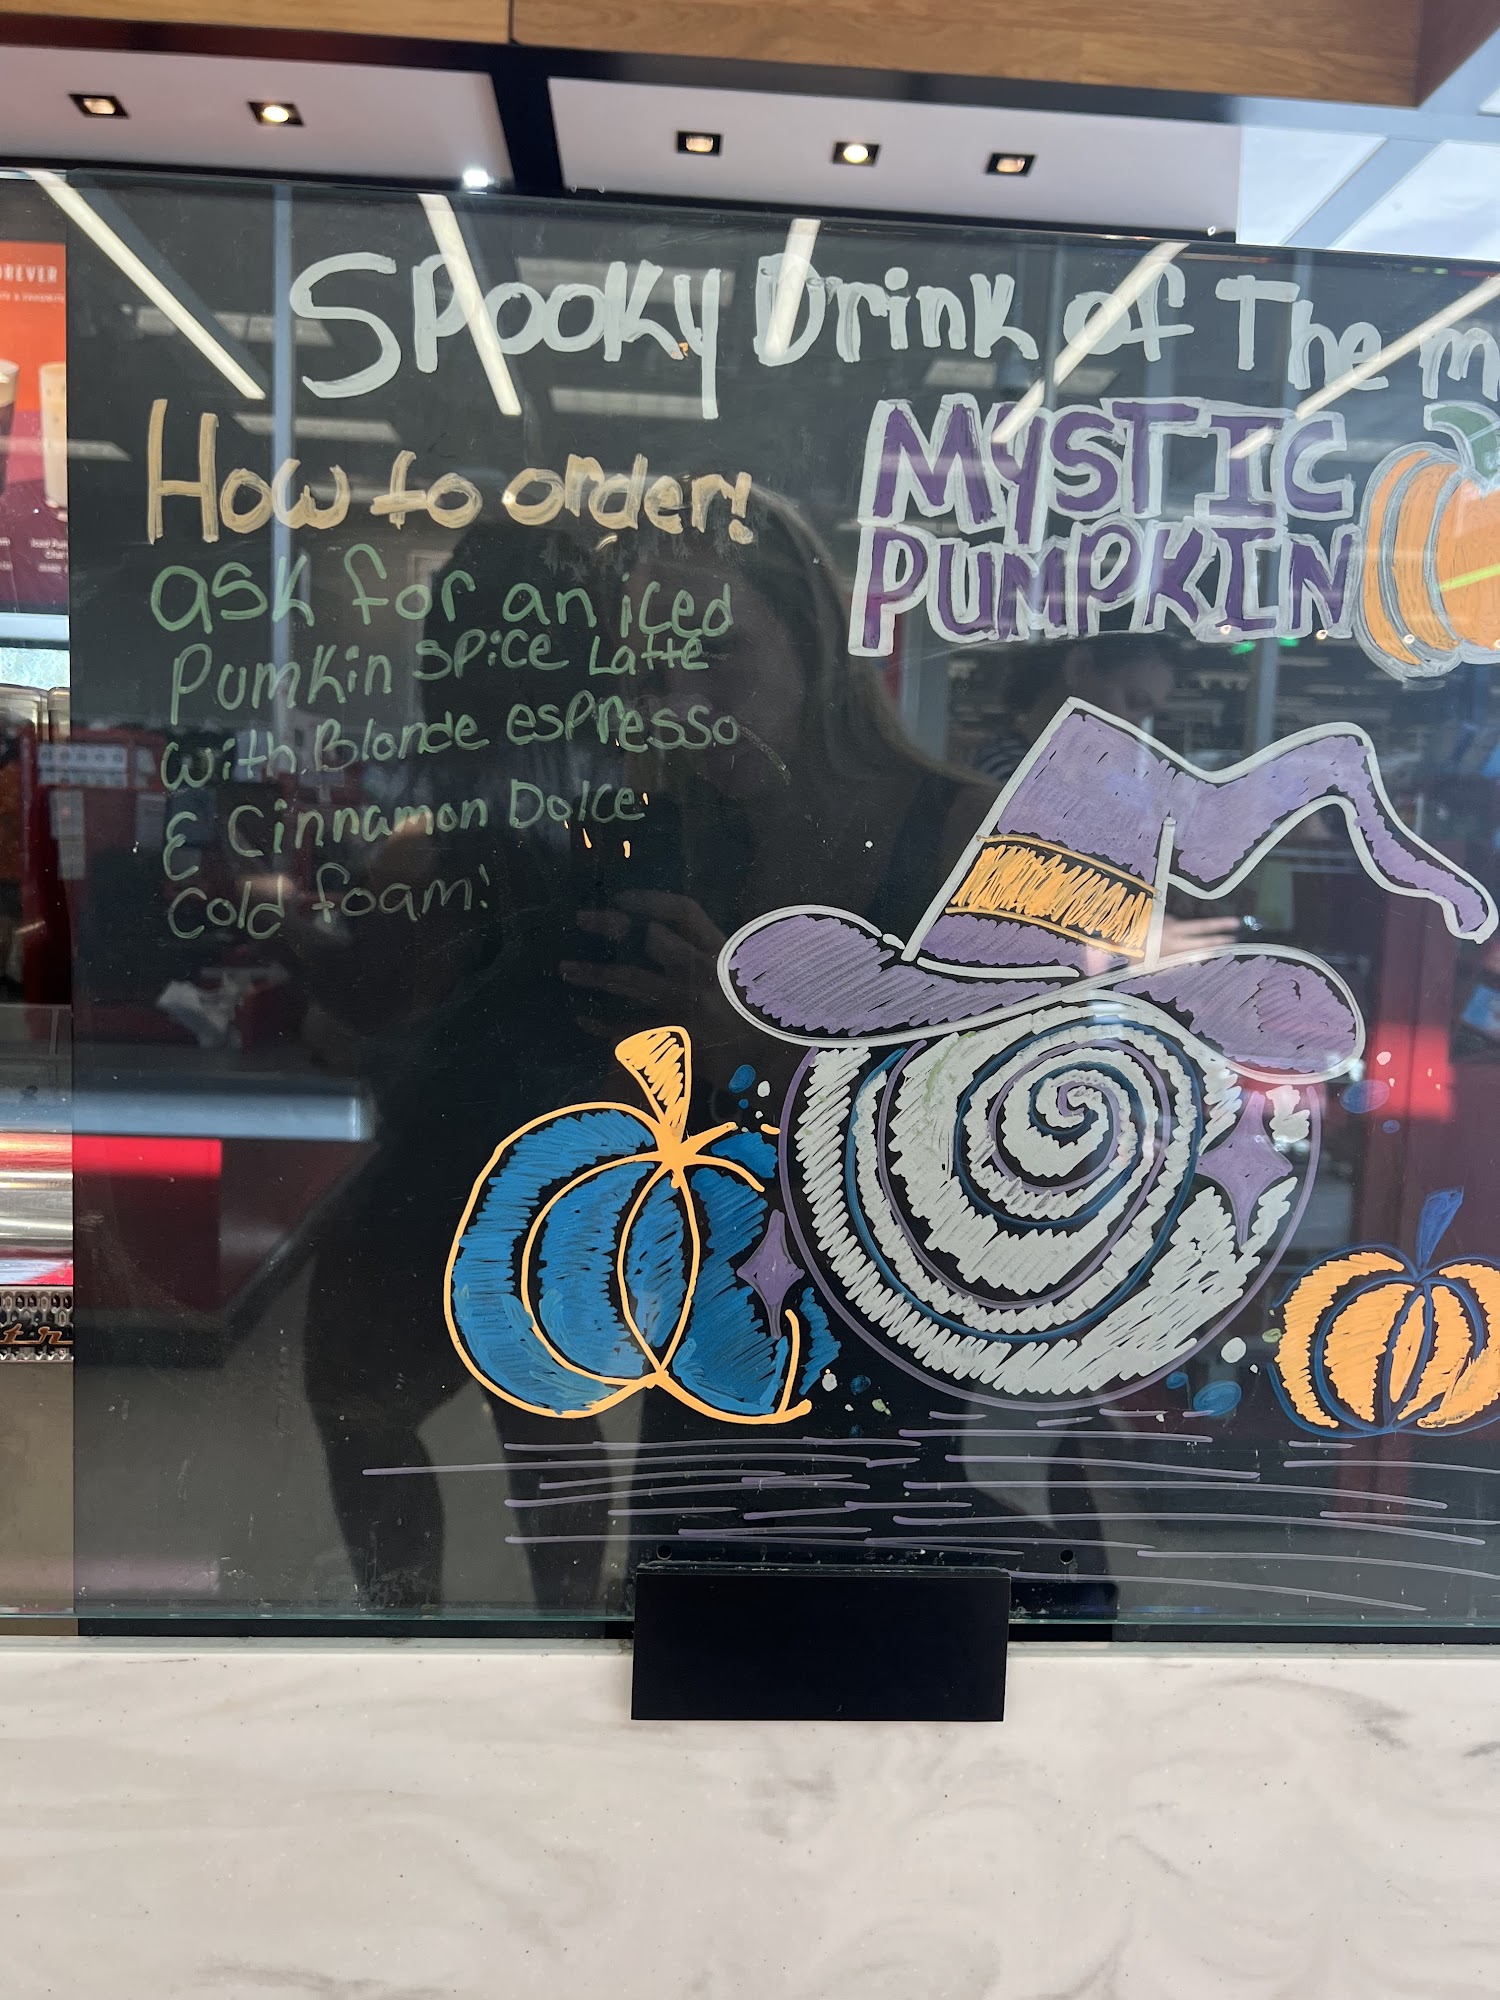 Spooky Drink of The m
MYSTIC
PUMPKIN
How to order!
ask for an iced
Pumkin spice Latte
with Blonde espresso
& Cinnamon Dolce
Cold foam!
REVER